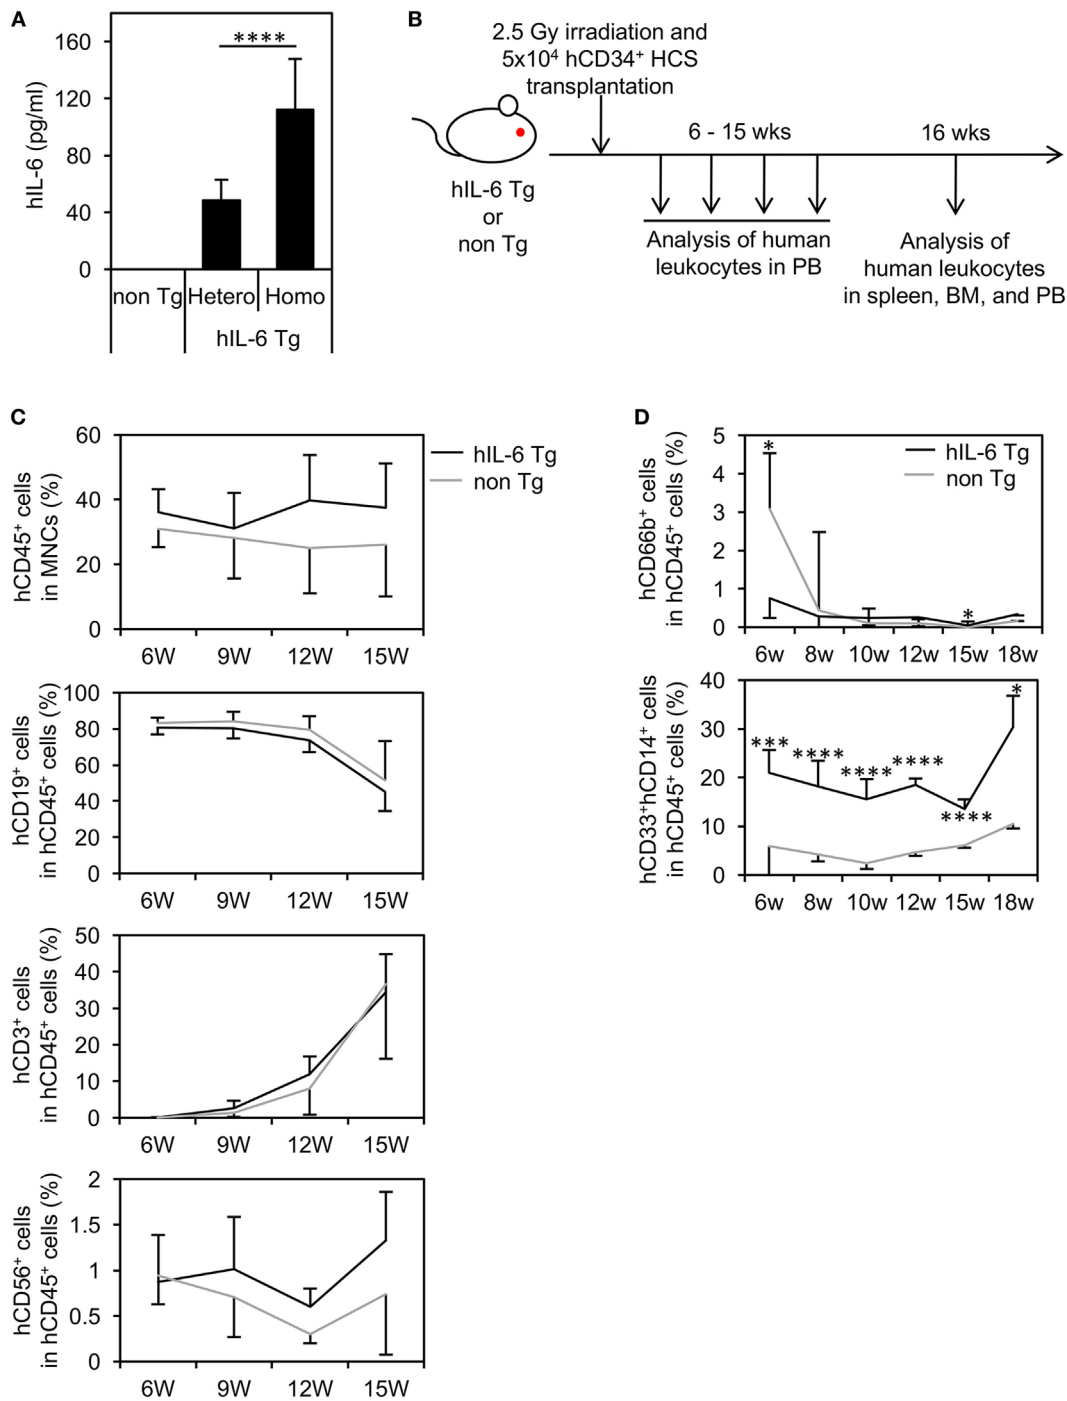 A
160
120
80
40
0
hIL-6 (pg/ml)
****
non Tg
Hetero
Homo
hIL-6 Tg
B
2.5 Gy irradiation and
5x10⁴ hCD34⁺ HCS
transplantation
6 - 15 wks
16 wks
hIL-6 Tg
or
non Tg
Analysis of human
leukocytes in PB
Analysis of
human leukocytes
in spleen, BM, and PB
C
hCD45⁺ cells
in MNCs (%)
60
40
20
0
6W 9W 12W 15W
hIL-6 Tg
non Tg
hCD19⁺ cells
in hCD45⁺ cells (%)
100
80
60
40
20
0
6W 9W 12W 15W
hCD3⁺ cells
in hCD45⁺ cells (%)
50
40
30
20
10
0
6W 9W 12W 15W
hCD56⁺ cells
in hCD45⁺ cells (%)
2
1.5
1
0.5
0
6W 9W 12W 15W
D
hCD66b⁺ cells
in hCD45⁺ cells (%)
5
4
3
2
1
0
*
*
hIL-6 Tg
non Tg
6w 8w 10w 12w 15w 18w
hCD33⁺hCD14⁺ cells
in hCD45⁺ cells (%)
40
30
20
10
0
***
****
****
****
****
*
6w 8w 10w 12w 15w 18w